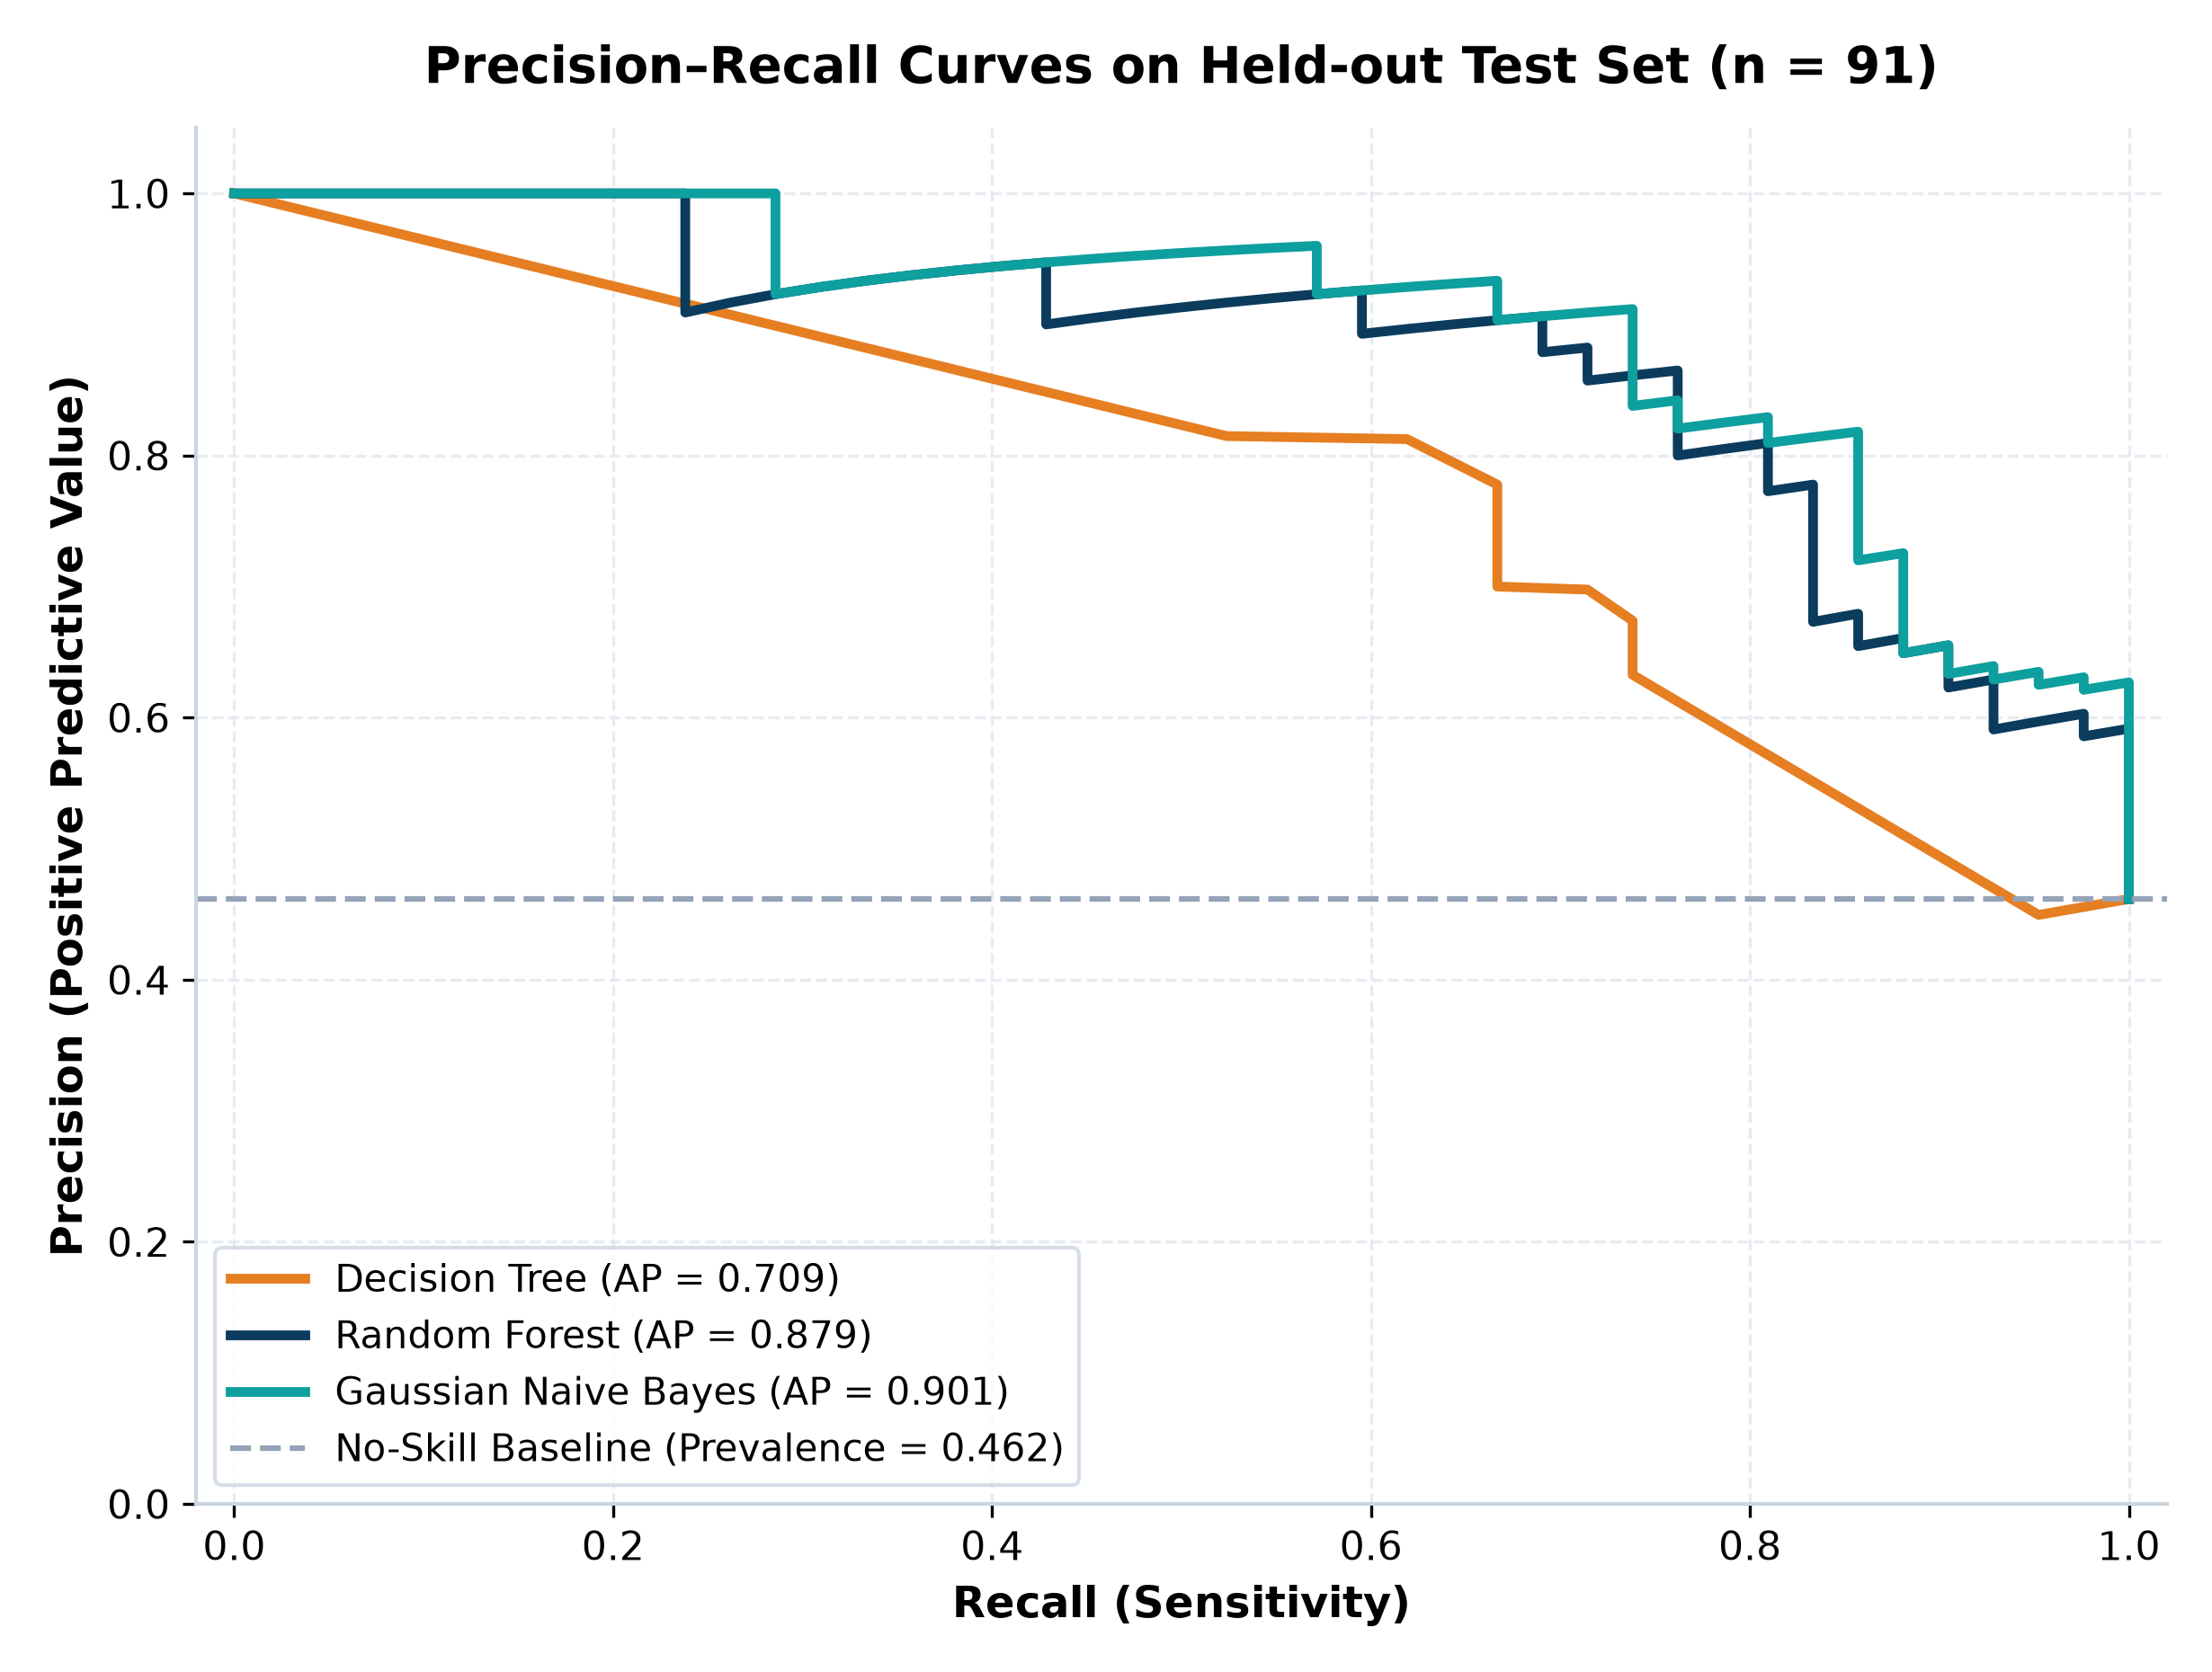 Precision–Recall Curves on Held-out Test Set (n = 91)
Precision (Positive Predictive Value)
1.0
0.8
0.6
0.4
0.2
0.0
Decision Tree (AP = 0.709)
Random Forest (AP = 0.879)
Gaussian Naive Bayes (AP = 0.901)
No-Skill Baseline (Prevalence = 0.462)
0.0 0.2 0.4 0.6 0.8 1.0
Recall (Sensitivity)